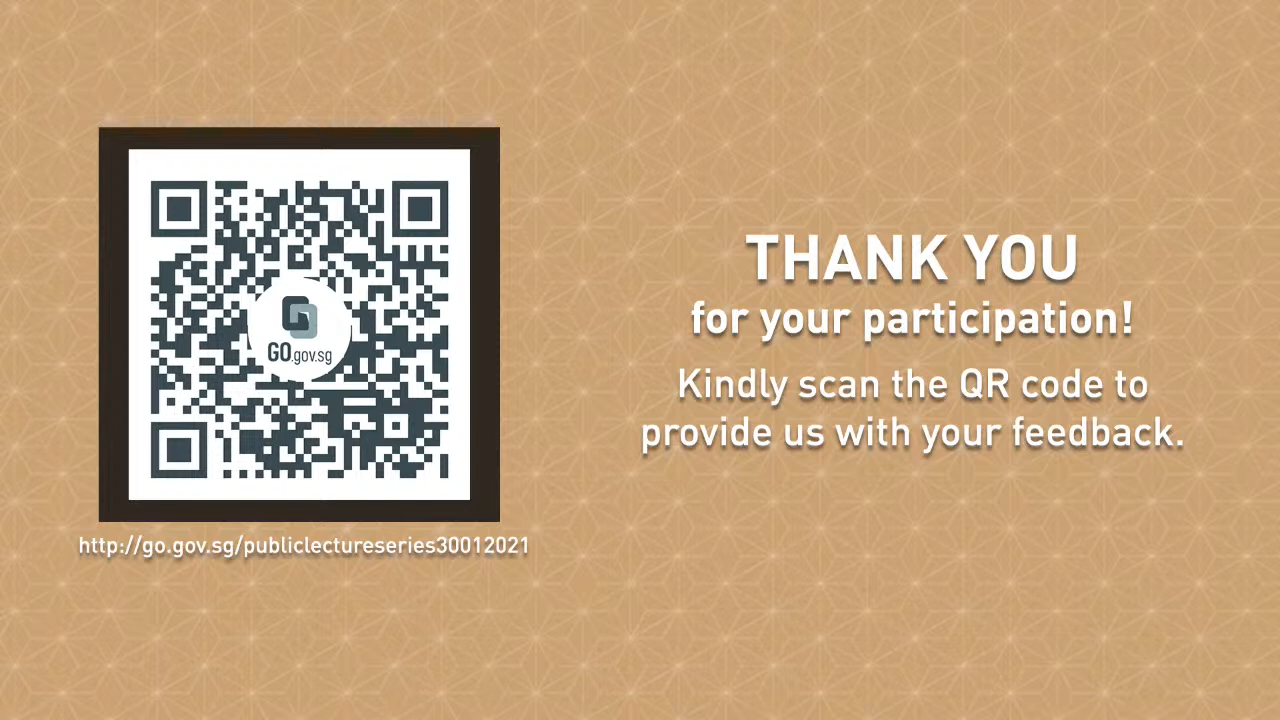 GO.gov.sg
http://go.gov.sg/publiclectureseries30012021
THANK YOU
for your participation!
Kindly scan the QR code to
provide us with your feedback.